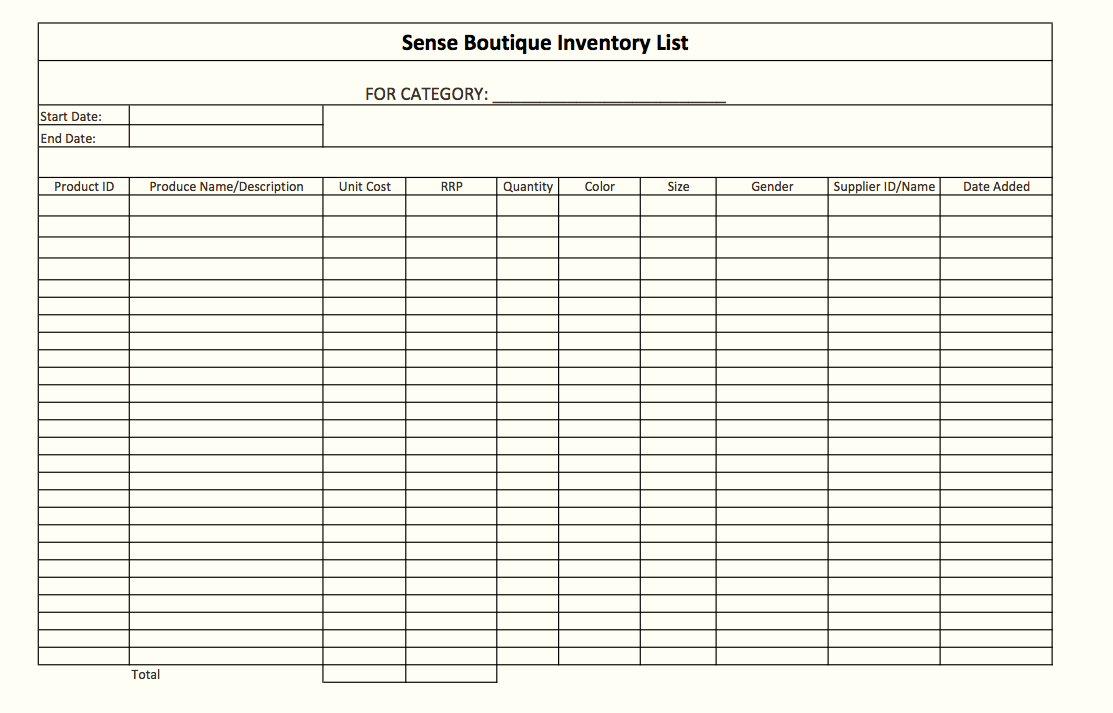 Sense Boutique Inventory List
FOR CATEGORY: _________________________
Start Date:
End Date:
Product ID Produce Name/Description Unit Cost RRP Quantity Color Size Gender Supplier ID/Name Date Added
Total